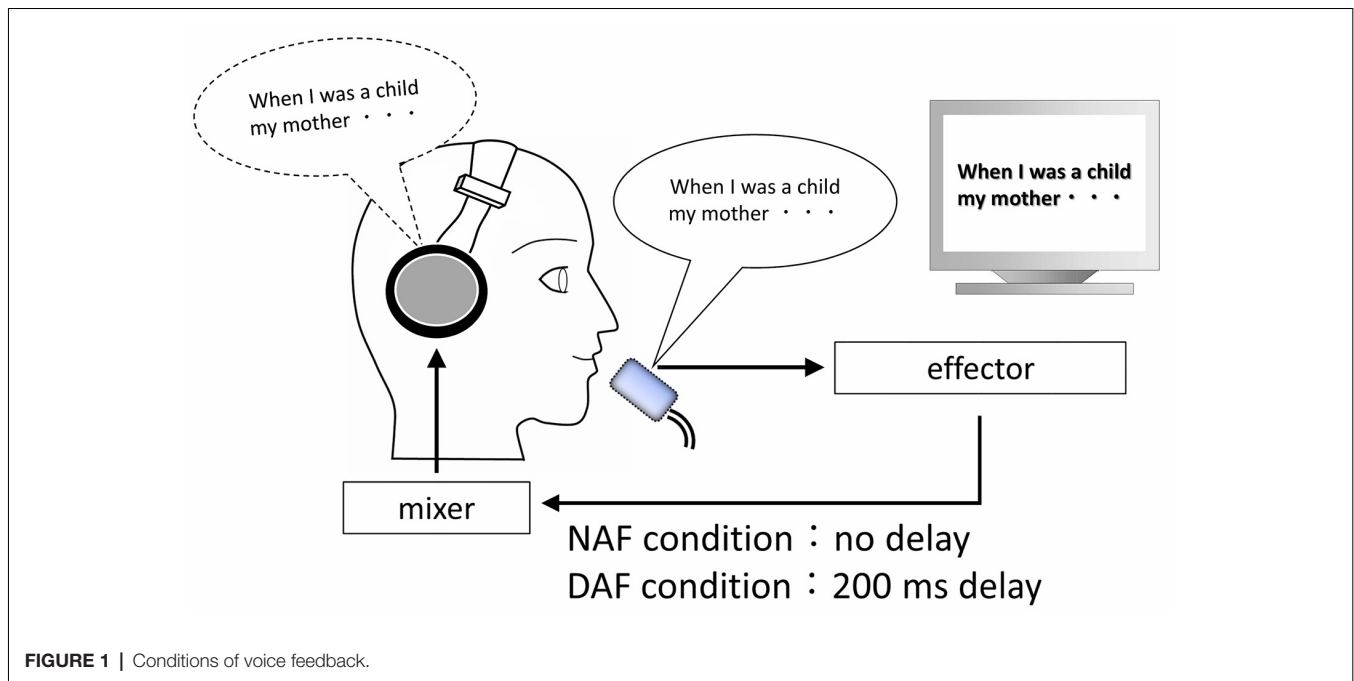 When I was a child
my mother ・ ・ ・
When I was a child
my mother ・ ・ ・
When I was a child
my mother ・ ・ ・
effector
mixer
NAF condition：no delay
DAF condition：200 ms delay
FIGURE 1 | Conditions of voice feedback.